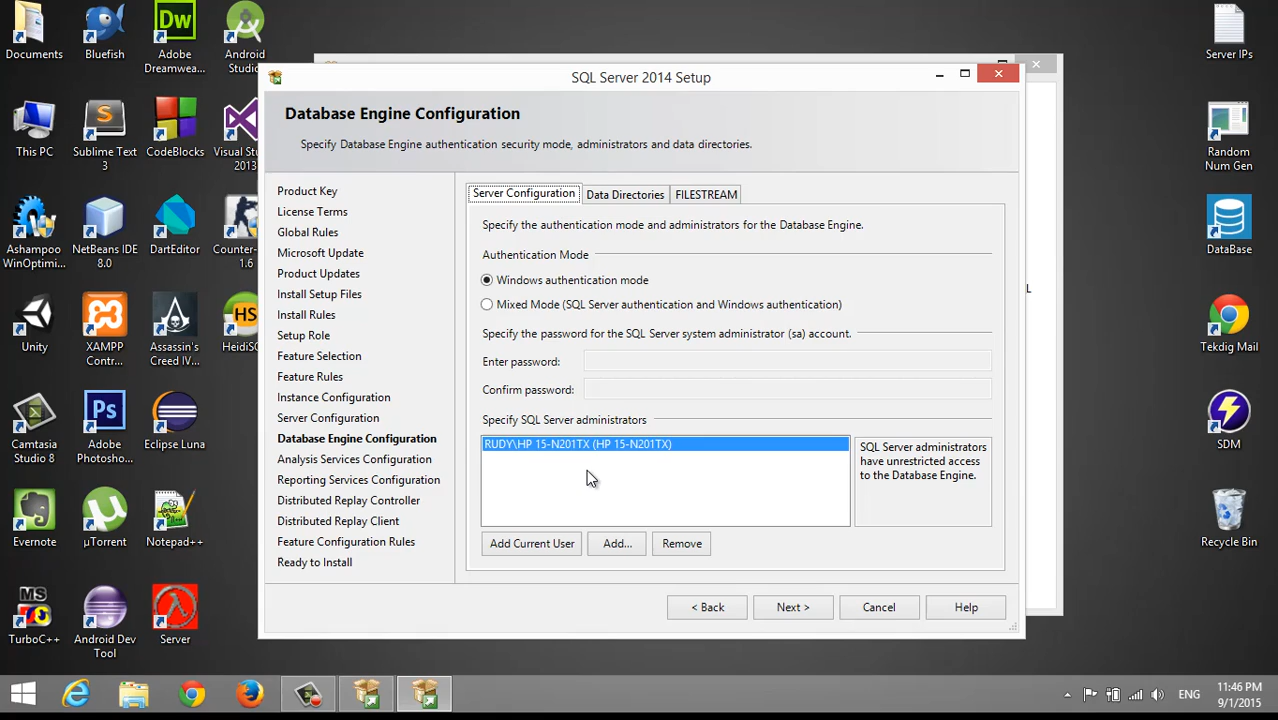 Documents
Bluefish
Adobe
Dreamwea...
Android
Studio
Server IPs
This PC
Sublime Text
3
CodeBlocks
Visual Stu
2013
Random
Num Gen
Ashampoo
WinOptimi...
NetBeans IDE
8.0
DartEditor
Counter-
1.6
DataBase
Unity
XAMPP
Contr...
Assassin's
Creed IV...
HeidiSQ
Tekdig Mail
Camtasia
Studio 8
Adobe
Photosho...
Eclipse Luna
SDM
Evernote
µTorrent
Notepad++
Recycle Bin
TurboC++
Android Dev
Tool
Server
SQL Server 2014 Setup
Database Engine Configuration
Specify Database Engine authentication security mode, administrators and data directories.
Product Key
License Terms
Global Rules
Microsoft Update
Product Updates
Install Setup Files
Install Rules
Setup Role
Feature Selection
Feature Rules
Instance Configuration
Server Configuration
Database Engine Configuration
Analysis Services Configuration
Reporting Services Configuration
Distributed Replay Controller
Distributed Replay Client
Feature Configuration Rules
Ready to Install
Server Configuration Data Directories FILESTREAM
Specify the authentication mode and administrators for the Database Engine.
Authentication Mode
Windows authentication mode
Mixed Mode (SQL Server authentication and Windows authentication)
Specify the password for the SQL Server system administrator (sa) account.
Enter password:
Confirm password:
Specify SQL Server administrators
RUDY\HP 15-N201TX (HP 15-N201TX)
SQL Server administrators
have unrestricted access
to the Database Engine.
Add Current User Add... Remove
< Back Next > Cancel Help
ENG
11:46 PM
9/1/2015